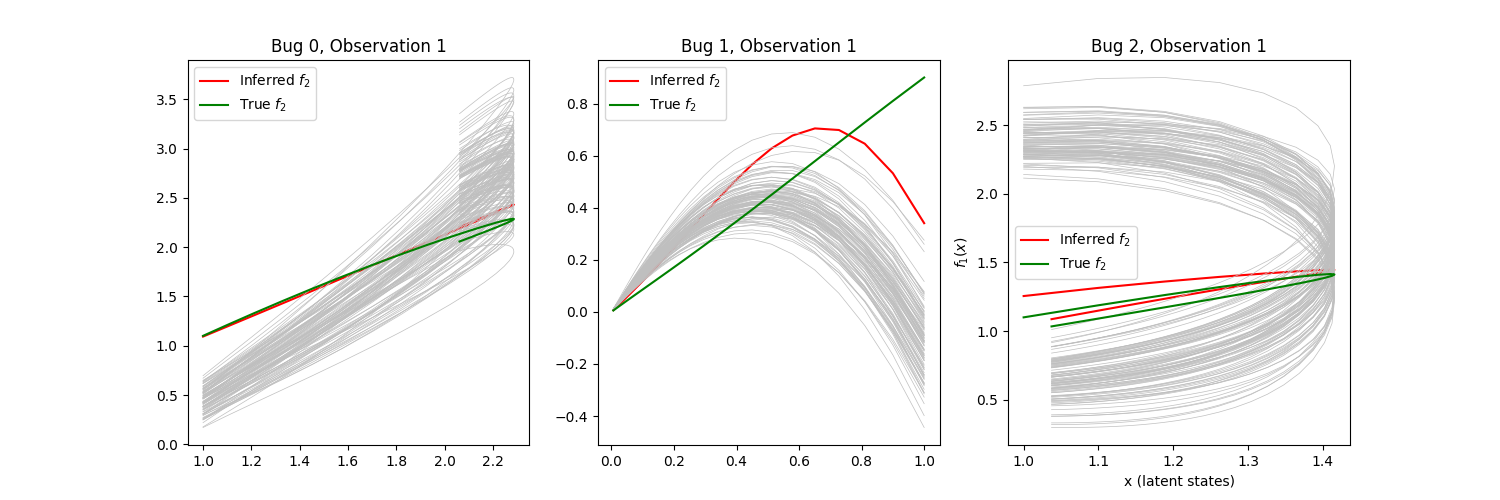 Bug 0, Observation 1
Inferred f₂
True f₂
3.5
3.0
2.5
2.0
1.5
1.0
0.5
0.0
1.0 1.2 1.4 1.6 1.8 2.0 2.2
Bug 1, Observation 1
Inferred f₂
True f₂
0.8
0.6
0.4
0.2
0.0
−0.2
−0.4
0.0 0.2 0.4 0.6 0.8 1.0
Bug 2, Observation 1
Inferred f₂
True f₂
f₁(x)
2.5
2.0
1.5
1.0
0.5
1.0 1.1 1.2 1.3 1.4
x (latent states)